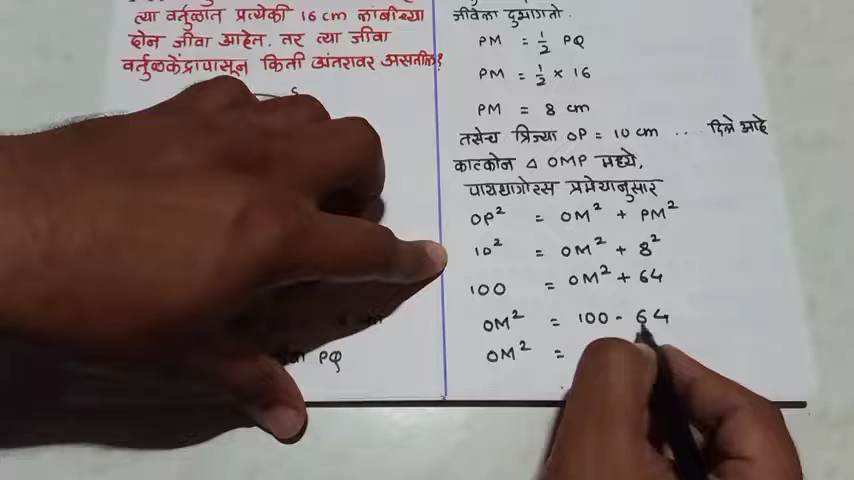 त्या वर्तुळात प्रत्येकी 16 cm लांबीच्या
दोन जीवा आहेत. तर त्या जीवा
वर्तुळकेंद्रापासून किती अंतरावर असतील?
PQ
जीवेला दुभागतो.
PM = 1/2 PQ
PM = 1/2 × 16
PM = 8 cm
तसेच त्रिज्या OP = 10 cm ... दिले आहे
काटकोन △ OMP मध्ये,
पायथागोरस प्रमेयानुसार
OP² = OM² + PM²
10² = OM² + 8²
100 = OM² + 64
OM² = 100 - 64
OM² =